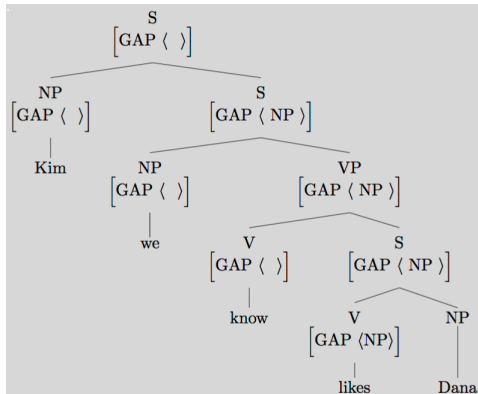 S
[GAP ⟨ ⟩]
NP S
[GAP ⟨ ⟩] [GAP ⟨ NP ⟩]
Kim NP VP
[GAP ⟨ ⟩] [GAP ⟨ NP ⟩]
we V S
[GAP ⟨ ⟩] [GAP ⟨ NP ⟩]
know V NP
[GAP ⟨NP⟩]
likes Dana